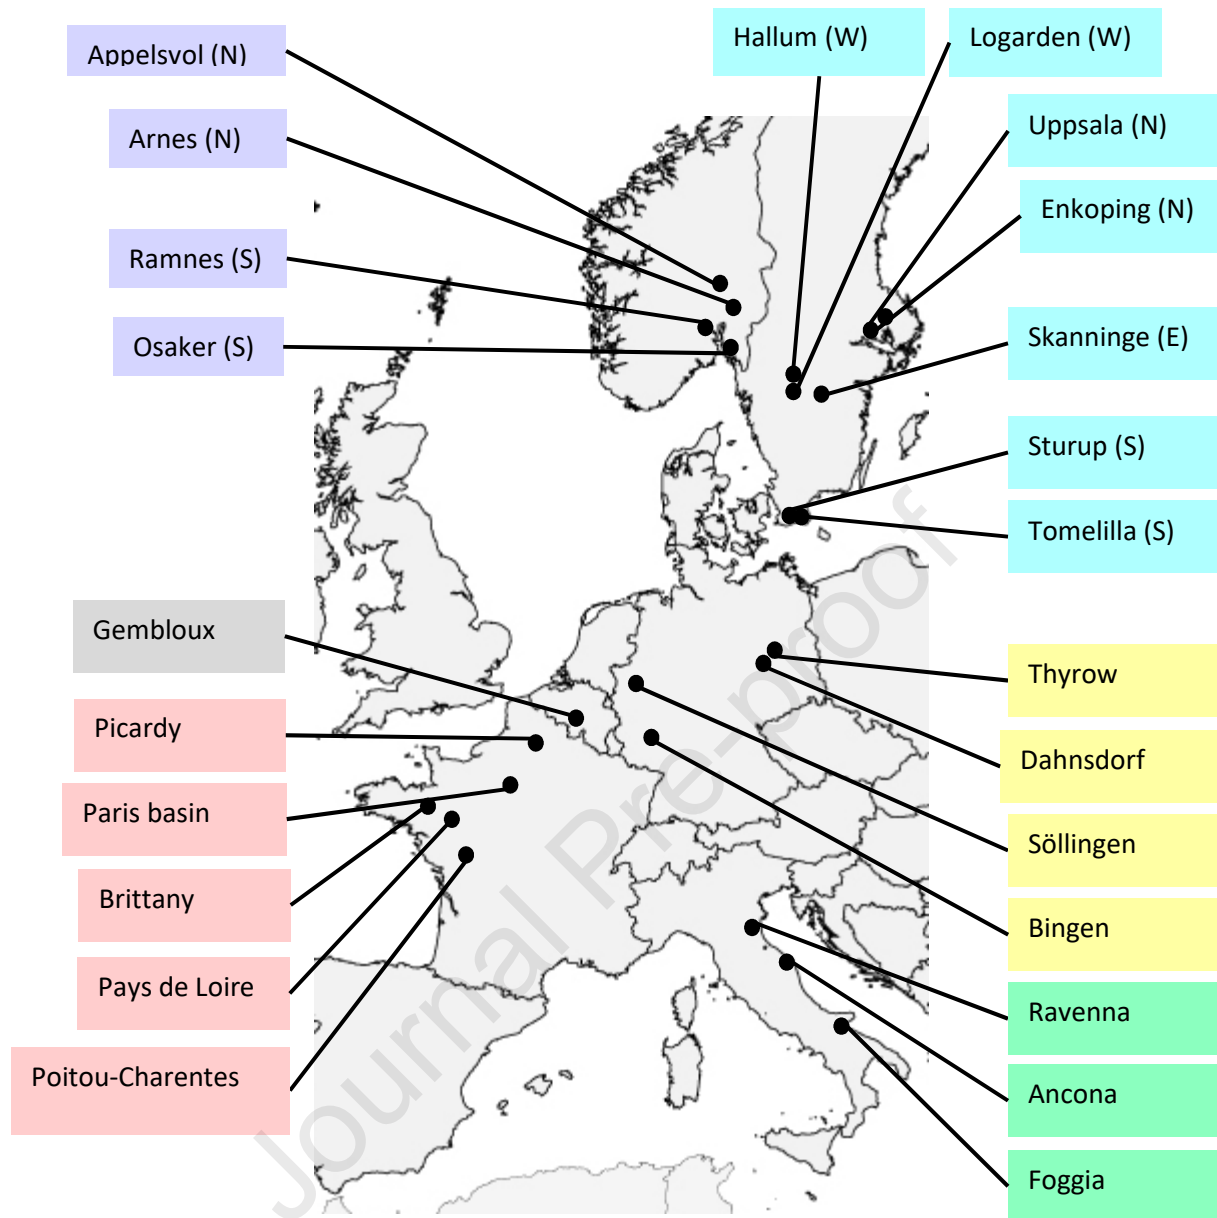 Appelsvol (N)
Hallum (W)
Logarden (W)
Arnes (N)
Uppsala (N)
Enkoping (N)
Ramnes (S)
Osaker (S)
Skanninge (E)
Sturup (S)
Tomelilla (S)
Gembloux
Thyrow
Picardy
Dahnsdorf
Paris basin
Söllingen
Brittany
Bingen
Pays de Loire
Ravenna
Poitou-Charentes
Ancona
Foggia
Journal Pre-proof